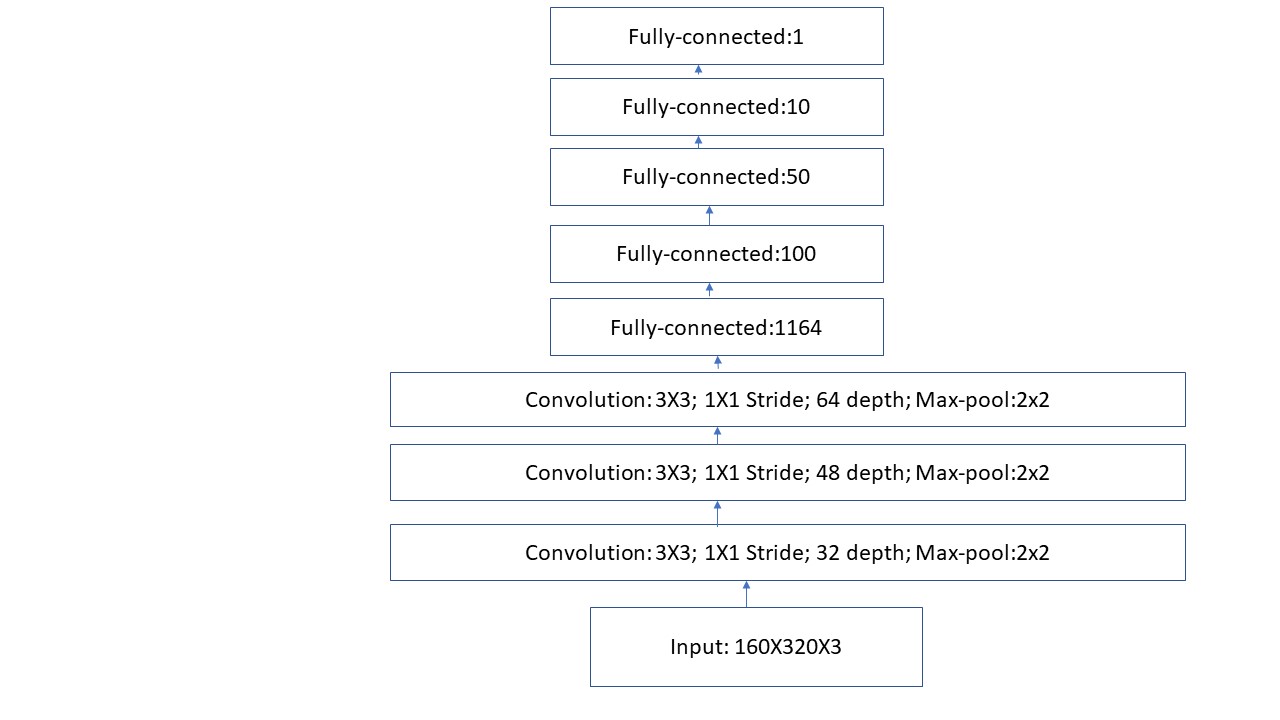 Fully-connected:1
Fully-connected:10
Fully-connected:50
Fully-connected:100
Fully-connected:1164
Convolution: 3X3; 1X1 Stride; 64 depth; Max-pool:2x2
Convolution: 3X3; 1X1 Stride; 48 depth; Max-pool:2x2
Convolution: 3X3; 1X1 Stride; 32 depth; Max-pool:2x2
Input: 160X320X3